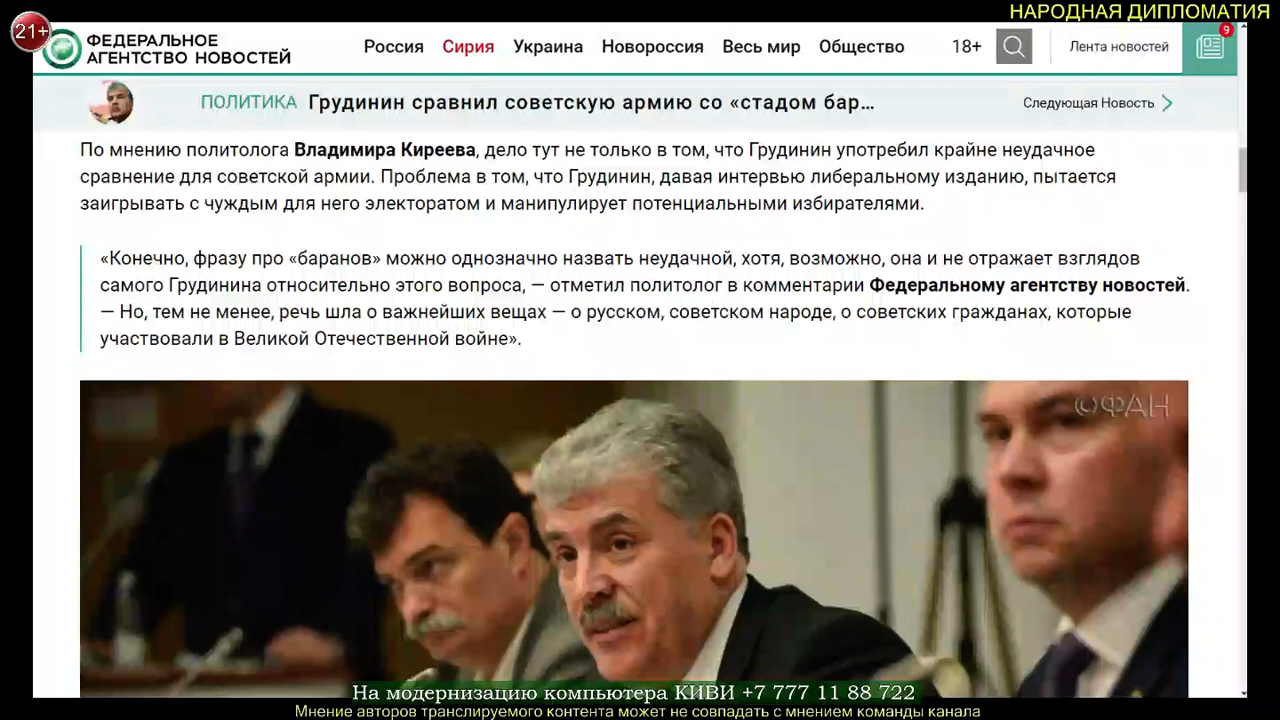 НАРОДНАЯ ДИПЛОМАТИЯ
21+
ФЕДЕРАЛЬНОЕ
АГЕНТСТВО НОВОСТЕЙ
Россия Сирия Украина Новороссия Весь мир Общество 18+ Лента новостей 9
ПОЛИТИКА Грудинин сравнил советскую армию со «стадом бар... Следующая Новость
По мнению политолога Владимира Киреева, дело тут не только в том, что Грудинин употребил крайне неудачное
сравнение для советской армии. Проблема в том, что Грудинин, давая интервью либеральному изданию, пытается
заигрывать с чуждым для него электоратом и манипулирует потенциальными избирателями.
«Конечно, фразу про «баранов» можно однозначно назвать неудачной, хотя, возможно, она и не отражает взглядов
самого Грудинина относительно этого вопроса, — отметил политолог в комментарии Федеральному агентству новостей.
— Но, тем не менее, речь шла о важнейших вещах — о русском, советском народе, о советских гражданах, которые
участвовали в Великой Отечественной войне».
©ФАН
На модернизацию компьютера КИВИ +7 777 11 88 722
Мнение авторов транслируемого контента может не совпадать с мнением команды канала